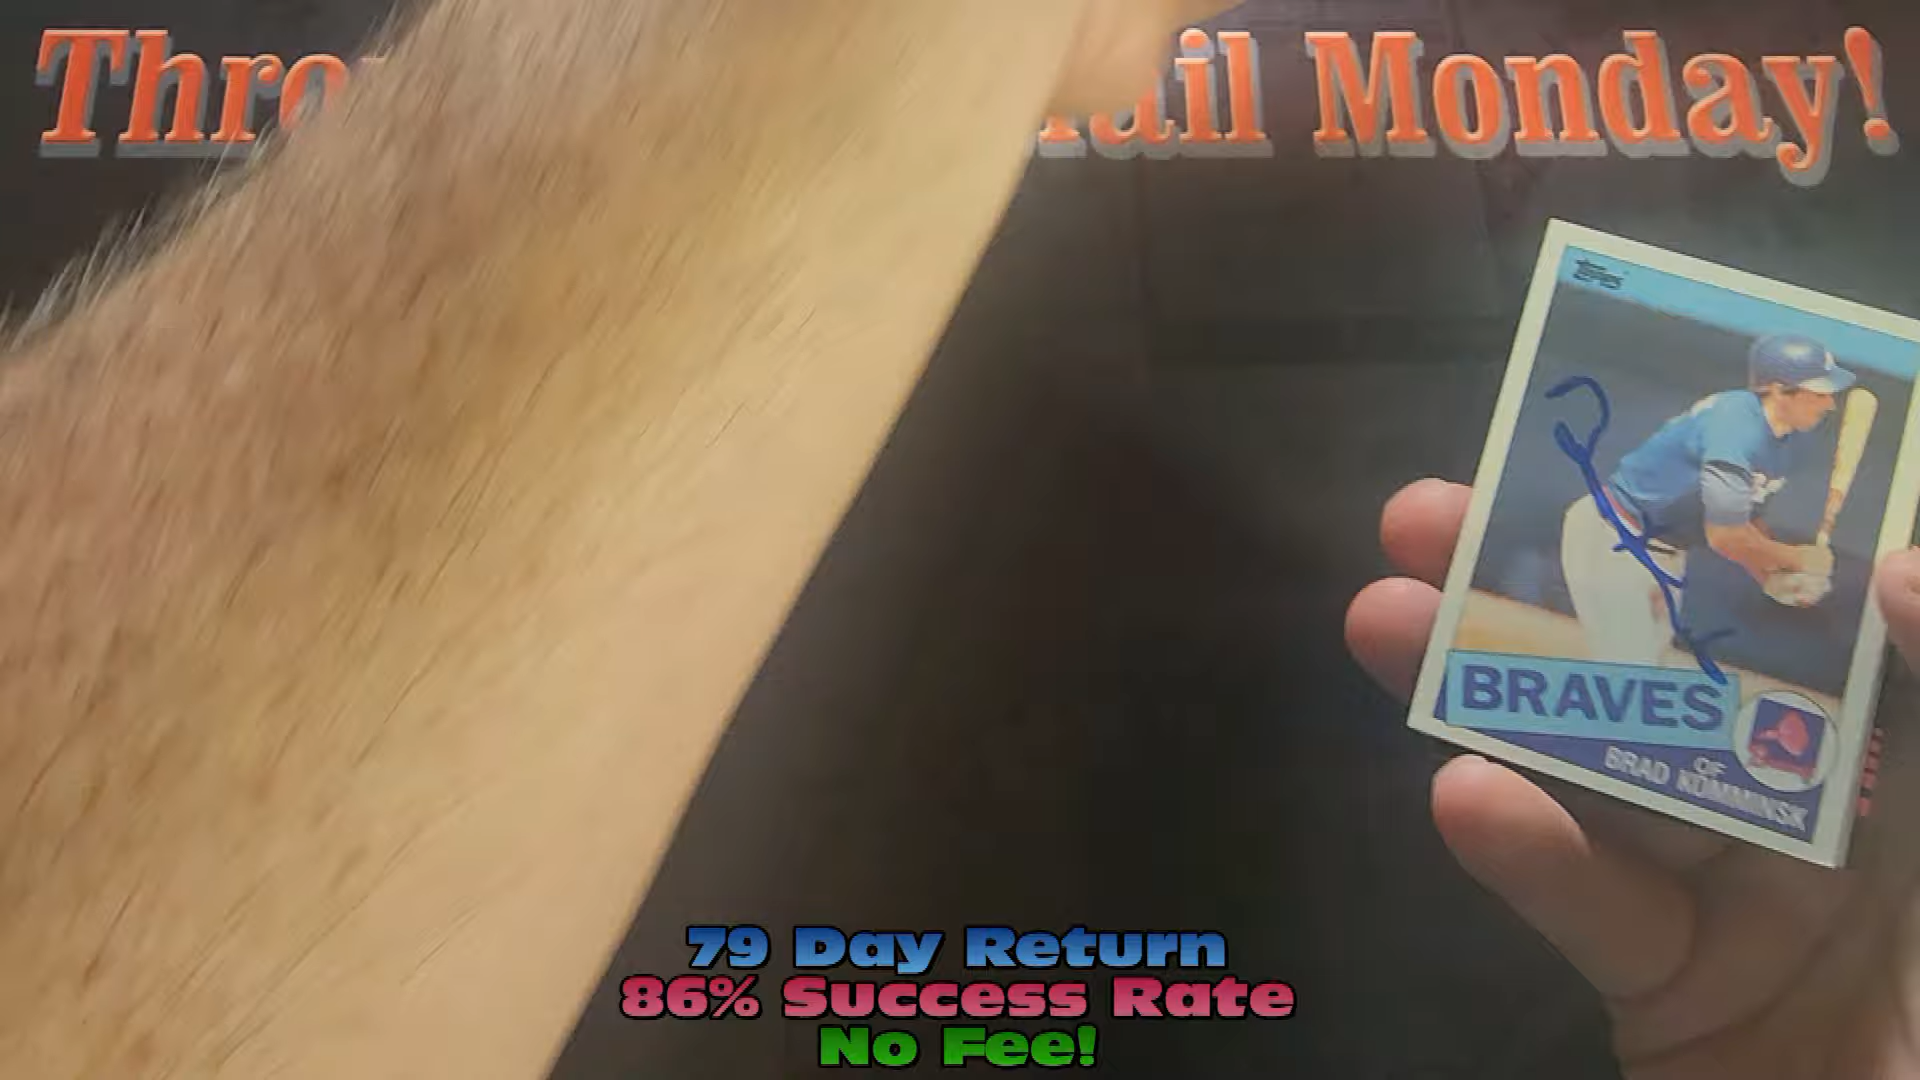 Thro ail Monday!
Topps
BRAVES
OF
BRAD KOMMINSK
79 Day Return
86% Success Rate
No Fee!